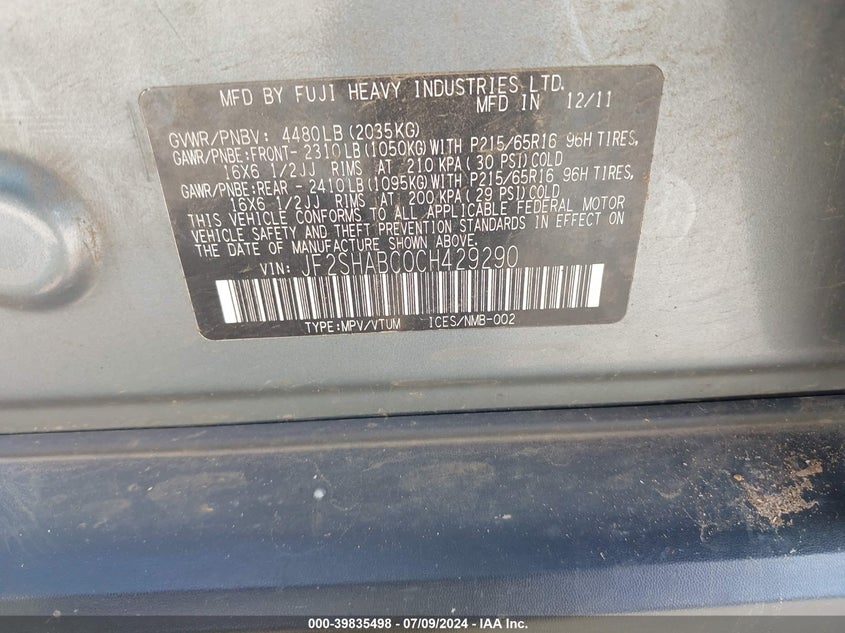 MFD BY FUJI HEAVY INDUSTRIES LTD.
MFD IN 12/11
GVWR/PNBV: 4480LB(2035KG)
GAWR/PNBE:FRONT- 2310LB(1050KG)WITH P215/65R16 96H TIRES,
16X6 1/2JJ RIMS AT 210 KPA(30 PSI)COLD
GAWR/PNBE:REAR - 2410LB(1095KG)WITH P215/65R16 96H TIRES,
16X6 1/2JJ RIMS AT 200 KPA(29 PSI)COLD
THIS VEHICLE CONFORMS TO ALL APPLICABLE FEDERAL MOTOR
VEHICLE SAFETY AND THEFT PREVENTION STANDARDS IN EFFECT ON
THE DATE OF MANUFACTURE SHOWN ABOVE.
VIN: JF2SHABC0CH429290
TYPE:MPV/VTUM ICES/NMB-002
000-39835498 - 07/09/2024 - IAA Inc.